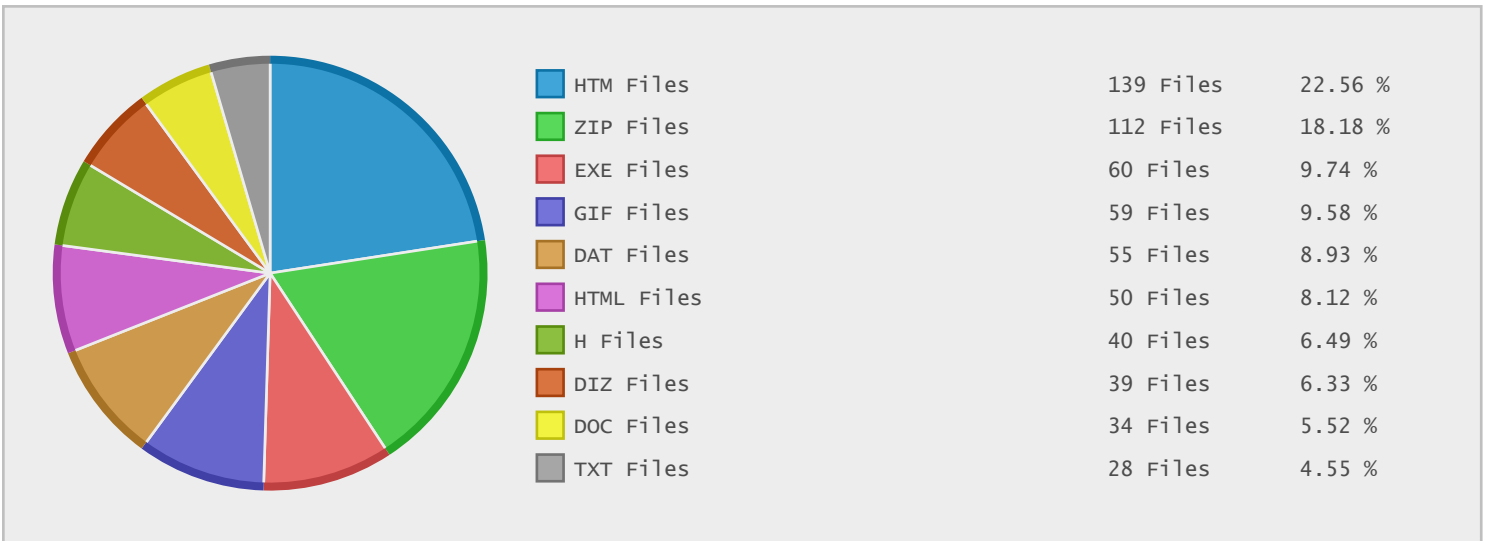 HTM Files 139 Files 22.56 %
ZIP Files 112 Files 18.18 %
EXE Files 60 Files 9.74 %
GIF Files 59 Files 9.58 %
DAT Files 55 Files 8.93 %
HTML Files 50 Files 8.12 %
H Files 40 Files 6.49 %
DIZ Files 39 Files 6.33 %
DOC Files 34 Files 5.52 %
TXT Files 28 Files 4.55 %